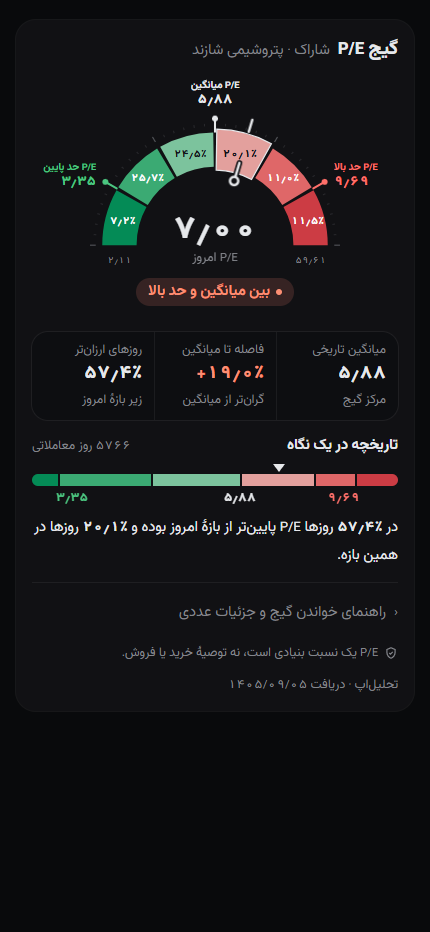 گیج P/E شاراک · پتروشیمی شازند
P/E میانگین
۵٫۸۸
P/E حد بالا
۹٫۶۹
P/E حد پایین
۳٫۳۵
۷٫۲٪
۲۵٫۷٪
۲۴٫۵٪
۲۰٫۱٪
۱۱٫۰٪
۱۱٫۵٪
۷٫۰۰
P/E امروز
۲٫۱۱
۵۹٫۶۱
بین میانگین و حد بالا
میانگین تاریخی
۵٫۸۸
مرکز گیج
فاصله تا میانگین
+۱۹٫۰٪
گران‌تر از میانگین
روزهای ارزان‌تر
۵۷٫۴٪
زیر بازهٔ امروز
تاریخچه در یک نگاه
۵۷۶۶ روز معاملاتی
۳٫۳۵
۵٫۸۸
۹٫۶۹
در ۵۷٫۴٪ روزها P/E پایین‌تر از بازهٔ امروز بوده و ۲۰٫۱٪ روزها در
همین بازه.
راهنمای خواندن گیج و جزئیات عددی
P/E یک نسبت بنیادی است، نه توصیهٔ خرید یا فروش.
تحلیل‌اپ · دریافت ۱۴۰۵/۰۹/۰۵